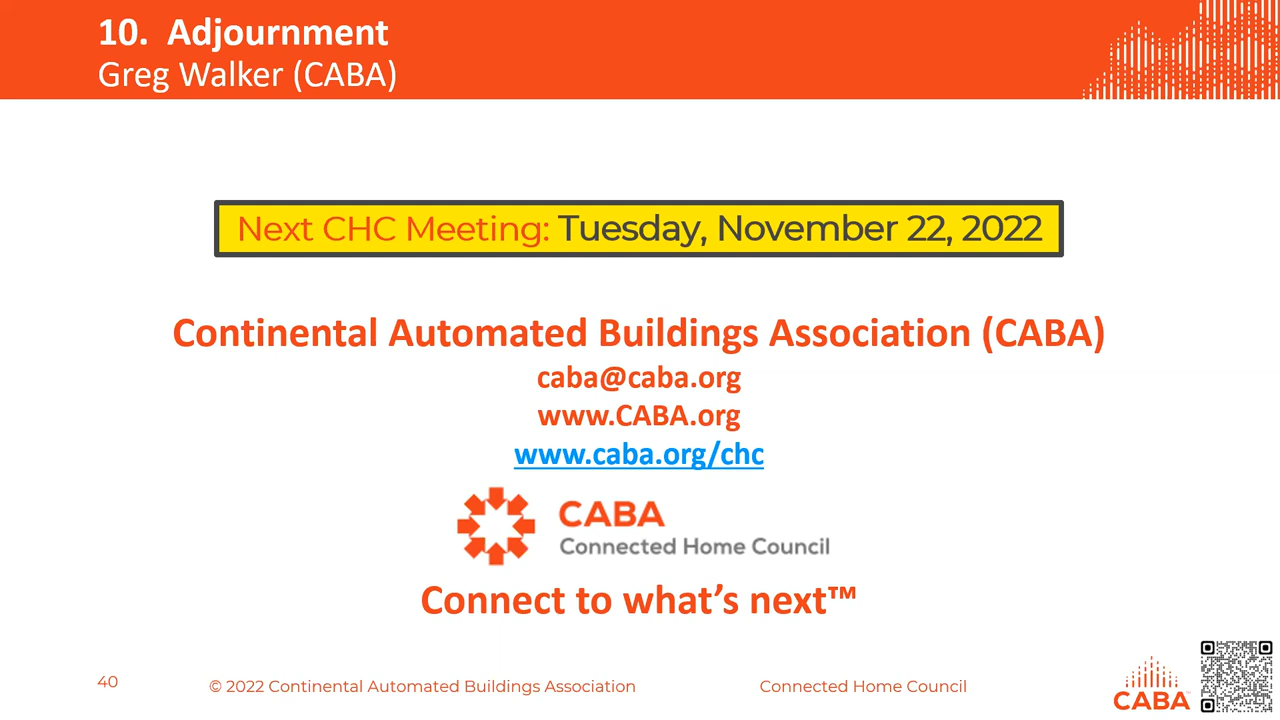 10. Adjournment
Greg Walker (CABA)
Next CHC Meeting: Tuesday, November 22, 2022
Continental Automated Buildings Association (CABA)
caba@caba.org
www.CABA.org
www.caba.org/chc
CABA
Connected Home Council
Connect to what's next™
40
© 2022 Continental Automated Buildings Association
Connected Home Council
CABA